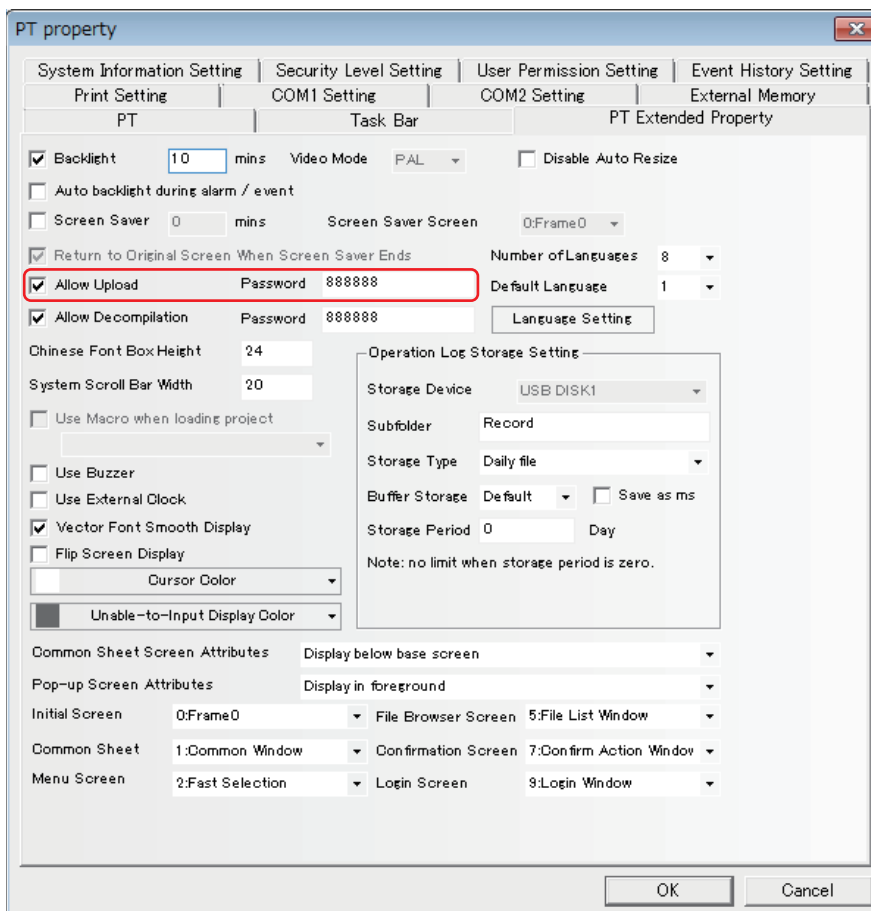 PT property
System Information Setting Security Level Setting User Permission Setting Event History Setting
Print Setting COM1 Setting COM2 Setting External Memory
PT Task Bar PT Extended Property
Backlight 10 mins Video Mode PAL Disable Auto Resize
Auto backlight during alarm / event
Screen Saver 0 mins Screen Saver Screen 0:Frame0
Return to Original Screen When Screen Saver Ends Number of Languages 8
Allow Upload Password 888888 Default Language 1
Allow Decompilation Password 888888 Language Setting
Chinese Font Box Height 24 Operation Log Storage Setting
System Scroll Bar Width 20 Storage Device USB DISK1
Use Macro when loading project Subfolder Record
Storage Type Daily file
Use Buzzer
Use External Clock Buffer Storage Default Save as ms
Vector Font Smooth Display Storage Period 0 Day
Flip Screen Display Note: no limit when storage period is zero.
Cursor Color
Unable-to-Input Display Color
Common Sheet Screen Attributes Display below base screen
Pop-up Screen Attributes Display in foreground
Initial Screen 0:Frame0 File Browser Screen 5:File List Window
Common Sheet 1:Common Window Confirmation Screen 7:Confirm Action Window
Menu Screen 2:Fast Selection Login Screen 9:Login Window
OK Cancel